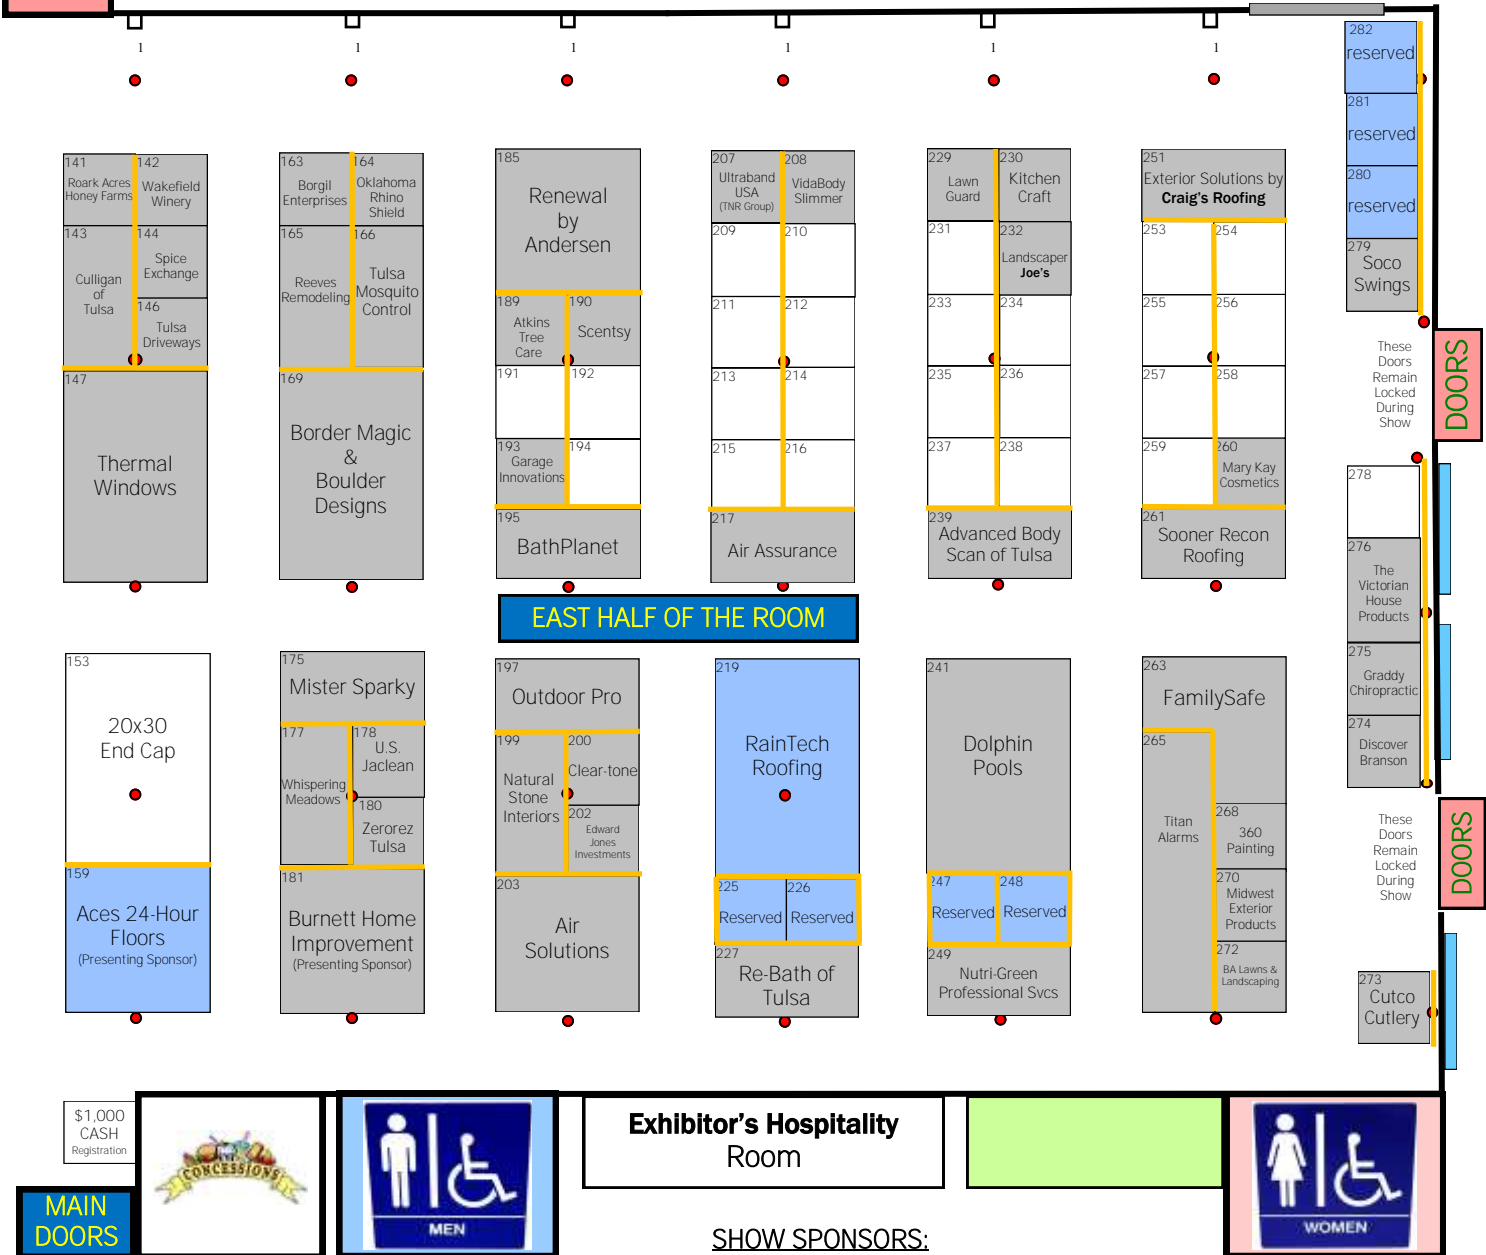 1 1 1 1 1 1
282
reserved
281
reserved
280
reserved
279
Soco
Swings
141
Roark Acres
Honey Farms
142
Wakefield
Winery
143
Culligan
of
Tulsa
144
Spice
Exchange
146
Tulsa
Driveways
147
Thermal
Windows
163
Borgil
Enterprises
164
Oklahoma
Rhino
Shield
165
Reeves
Remodeling
166
Tulsa
Mosquito
Control
169
Border Magic
&
Boulder
Designs
185
Renewal
by
Andersen
189
Atkins
Tree
Care
190
Scentsy
191
192
193
Garage
Innovations
194
195
BathPlanet
207
Ultraband
USA
(TNR Group)
208
VidaBody
Slimmer
209
210
211
212
213
214
215
216
217
Air Assurance
229
Lawn
Guard
230
Kitchen
Craft
231
232
Landscaper
Joe's
233
234
235
236
237
238
239
Advanced Body
Scan of Tulsa
251
Exterior Solutions by
Craig's Roofing
253
254
255
256
257
258
259
260
Mary Kay
Cosmetics
261
Sooner Recon
Roofing
These
Doors
Remain
Locked
During
Show
DOORS
278
276
The
Victorian
House
Products
275
Graddy
Chiropractic
274
Discover
Branson
EAST HALF OF THE ROOM
153
20x30
End Cap
159
Aces 24-Hour
Floors
(Presenting Sponsor)
175
Mister Sparky
177
Whispering
Meadows
178
U.S.
Jaclean
180
Zerorez
Tulsa
181
Burnett Home
Improvement
(Presenting Sponsor)
197
Outdoor Pro
199
Natural
Stone
Interiors
200
Clear-tone
202
Edward
Jones
Investments
203
Air
Solutions
219
RainTech
Roofing
225
Reserved
226
Reserved
227
Re-Bath of
Tulsa
241
Dolphin
Pools
247
Reserved
248
Reserved
249
Nutri-Green
Professional Svcs
263
FamilySafe
265
Titan
Alarms
268
360
Painting
270
Midwest
Exterior
Products
272
BA Lawns &
Landscaping
These
Doors
Remain
Locked
During
Show
DOORS
273
Cutco
Cutlery
$1,000
CASH
Registration
MAIN
DOORS
CONCESSIONS
MEN
Exhibitor's Hospitality
Room
WOMEN
SHOW SPONSORS: